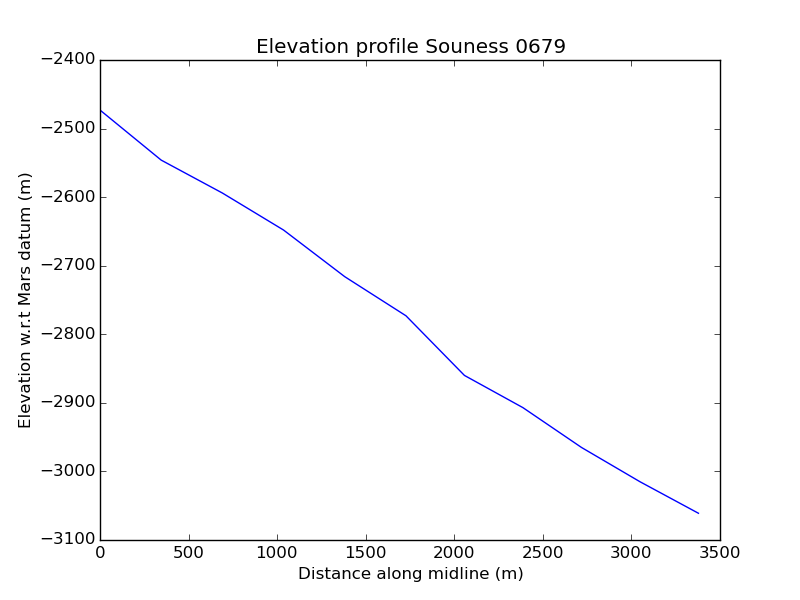 Elevation profile Souness 0679
−2400
−2500
−2600
−2700
−2800
−2900
−3000
−3100
Elevation w.r.t Mars datum (m)
0 500 1000 1500 2000 2500 3000 3500
Distance along midline (m)